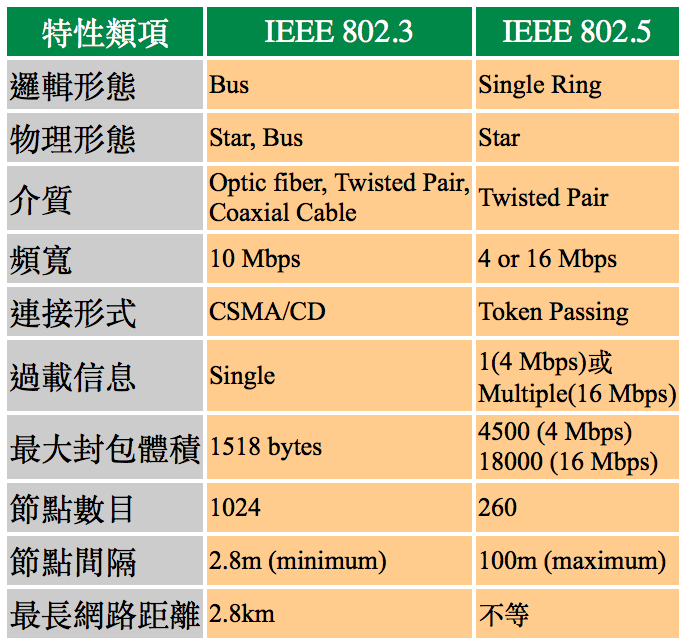 特性類項 IEEE 802.3 IEEE 802.5
邏輯形態 Bus Single Ring
物理形態 Star, Bus Star
介質 Optic fiber, Twisted Pair, Coaxial Cable Twisted Pair
頻寬 10 Mbps 4 or 16 Mbps
連接形式 CSMA/CD Token Passing
過載信息 Single 1(4 Mbps)或 Multiple(16 Mbps)
最大封包體積 1518 bytes 4500 (4 Mbps) 18000 (16 Mbps)
節點數目 1024 260
節點間隔 2.8m (minimum) 100m (maximum)
最長網路距離 2.8km 不等